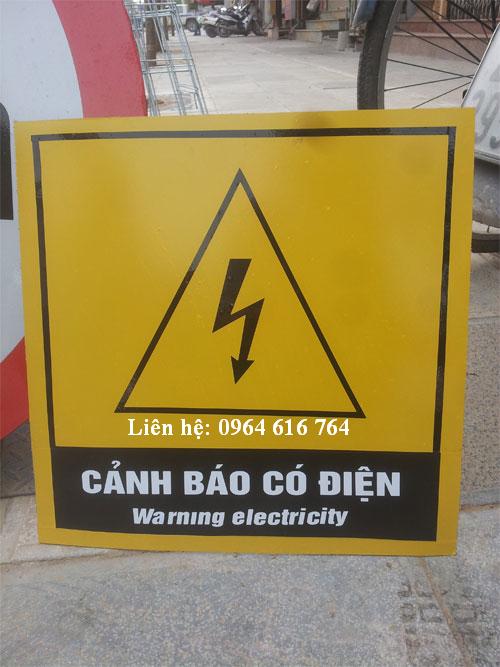 Liên hệ: 0964 616 764
CẢNH BÁO CÓ ĐIỆN
Warning electricity